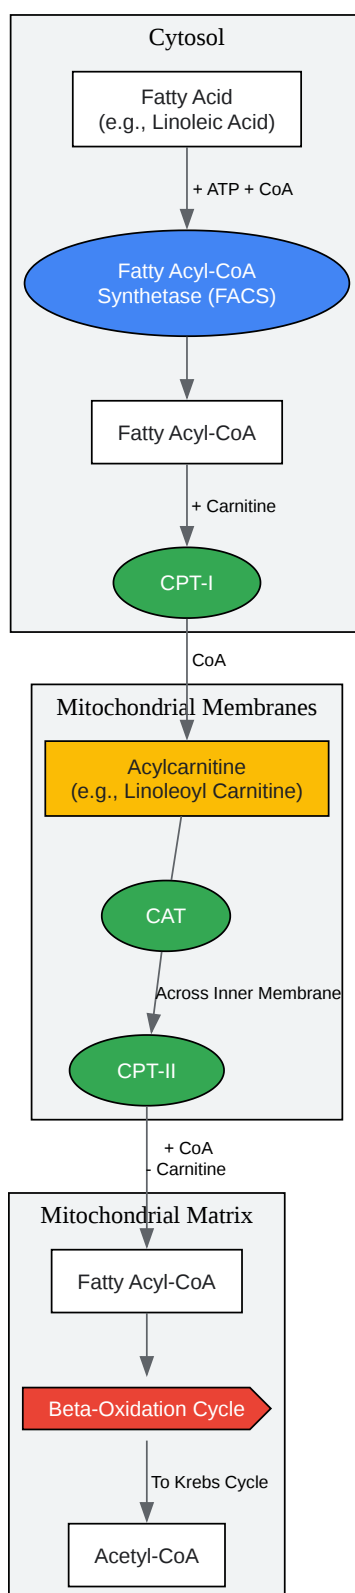 Cytosol
Fatty Acid
(e.g., Linoleic Acid)
+ ATP + CoA
Fatty Acyl-CoA
Synthetase (FACS)
Fatty Acyl-CoA
+ Carnitine
CPT-I
CoA
Mitochondrial Membranes
Acylcarnitine
(e.g., Linoleoyl Carnitine)
CAT
Across Inner Membrane
CPT-II
+ CoA
- Carnitine
Mitochondrial Matrix
Fatty Acyl-CoA
Beta-Oxidation Cycle
To Krebs Cycle
Acetyl-CoA